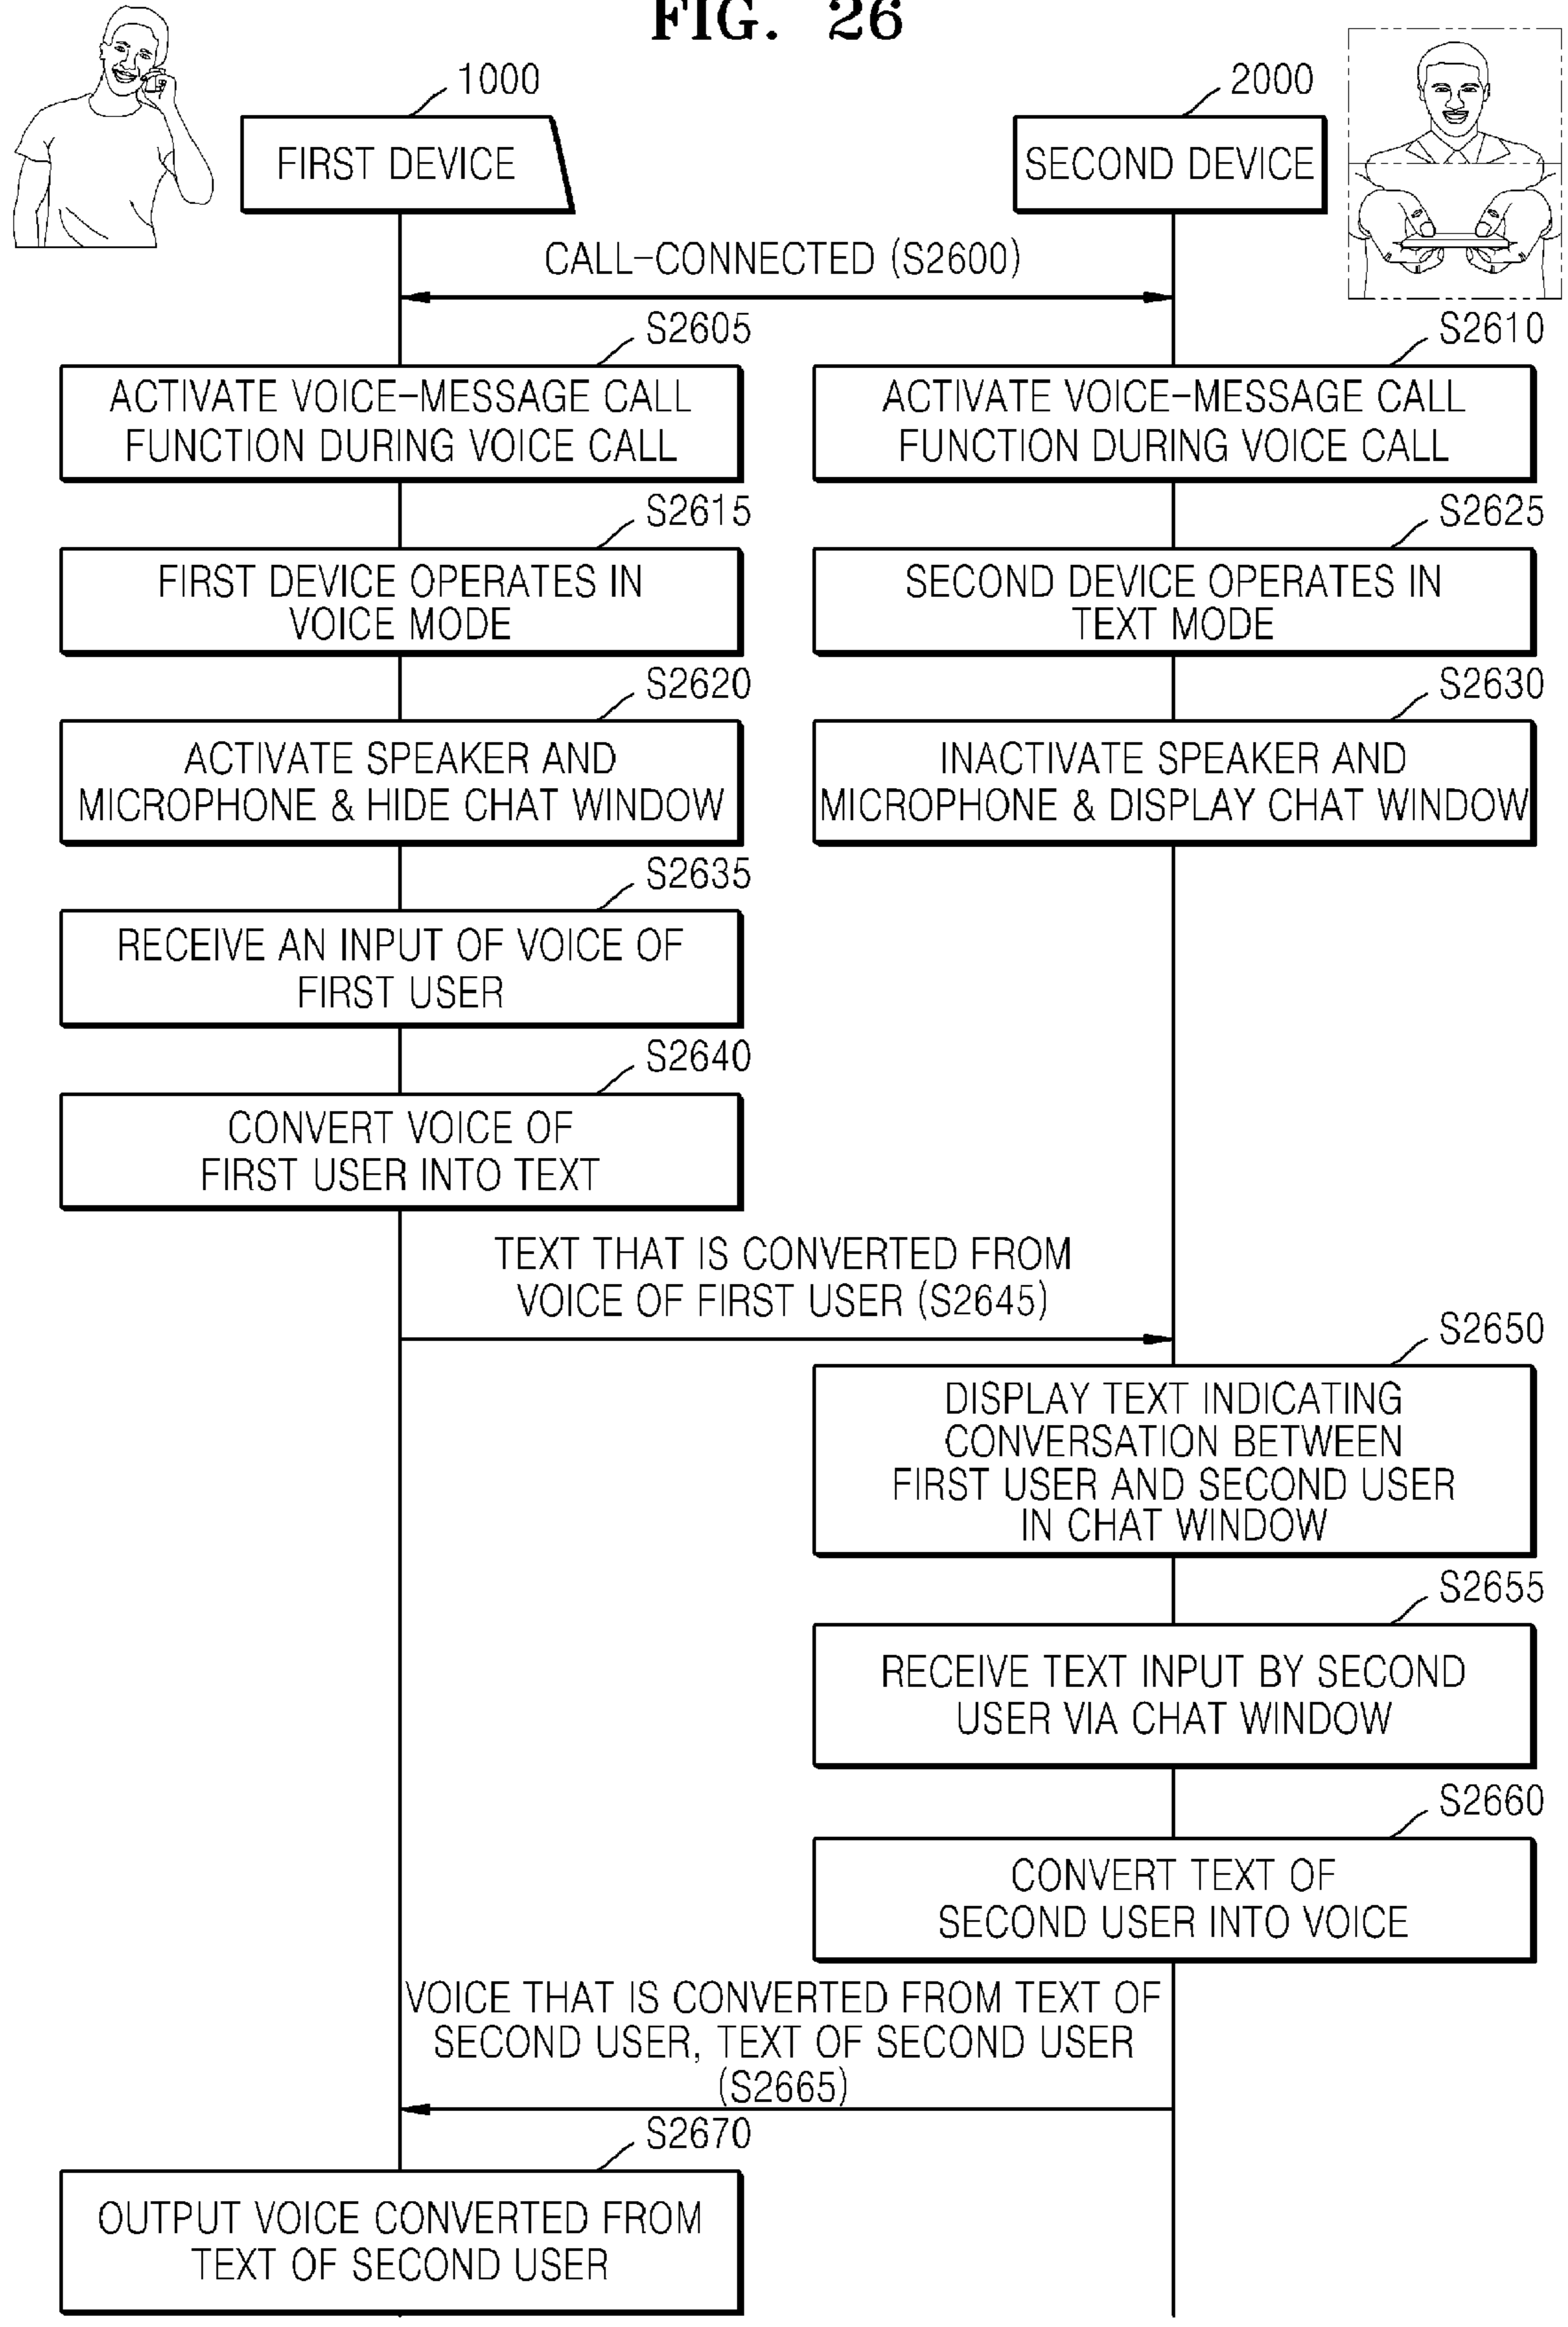 FIG. 26
1000
2000
FIRST DEVICE
SECOND DEVICE
CALL-CONNECTED (S2600)
S2605
S2610
ACTIVATE VOICE-MESSAGE CALL
FUNCTION DURING VOICE CALL
ACTIVATE VOICE-MESSAGE CALL
FUNCTION DURING VOICE CALL
S2615
S2625
FIRST DEVICE OPERATES IN
VOICE MODE
SECOND DEVICE OPERATES IN
TEXT MODE
S2620
S2630
ACTIVATE SPEAKER AND
MICROPHONE & HIDE CHAT WINDOW
INACTIVATE SPEAKER AND
MICROPHONE & DISPLAY CHAT WINDOW
S2635
RECEIVE AN INPUT OF VOICE OF
FIRST USER
S2640
CONVERT VOICE OF
FIRST USER INTO TEXT
TEXT THAT IS CONVERTED FROM
VOICE OF FIRST USER (S2645)
S2650
DISPLAY TEXT INDICATING
CONVERSATION BETWEEN
FIRST USER AND SECOND USER
IN CHAT WINDOW
S2655
RECEIVE TEXT INPUT BY SECOND
USER VIA CHAT WINDOW
S2660
CONVERT TEXT OF
SECOND USER INTO VOICE
VOICE THAT IS CONVERTED FROM TEXT OF
SECOND USER, TEXT OF SECOND USER
(S2665)
S2670
OUTPUT VOICE CONVERTED FROM
TEXT OF SECOND USER